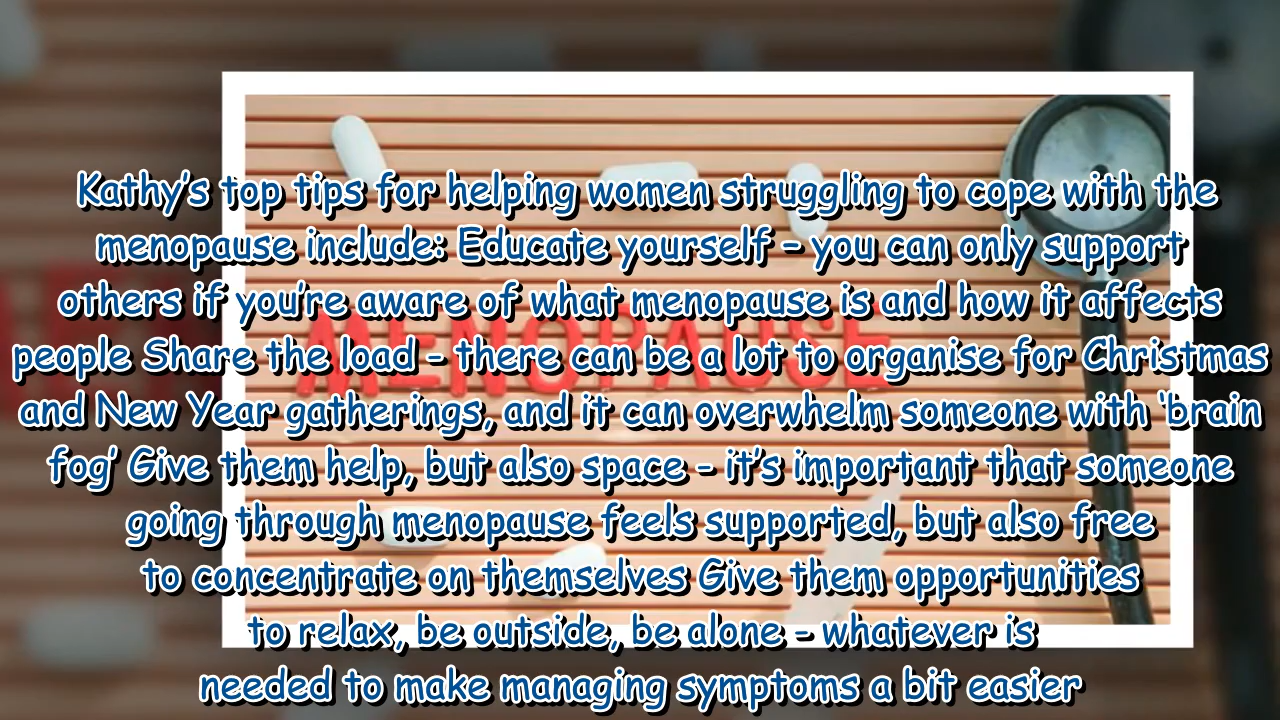 Kathy's top tips for helping women struggling to cope with the
menopause include: Educate yourself – you can only support
others if you're aware of what menopause is and how it affects
people Share the load – there can be a lot to organise for Christmas
and New Year gatherings, and it can overwhelm someone with ‘brain
fog’ Give them help, but also space – it's important that someone
going through menopause feels supported, but also free
to concentrate on themselves Give them opportunities
to relax, be outside, be alone – whatever is
needed to make managing symptoms a bit easier
MENOPAUSE